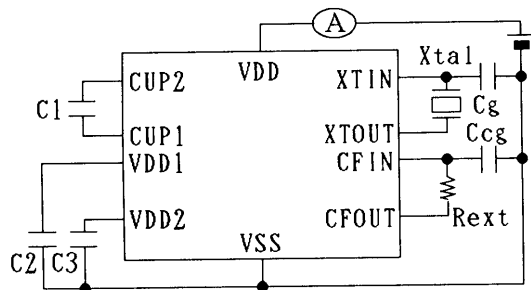 A
VDD
Xtal
CUP2
XTIN
C1
Cg
CUP1
XTOUT
Ccg
VDD1
CFIN
VDD2
CFOUT
Rext
VSS
C2
C3